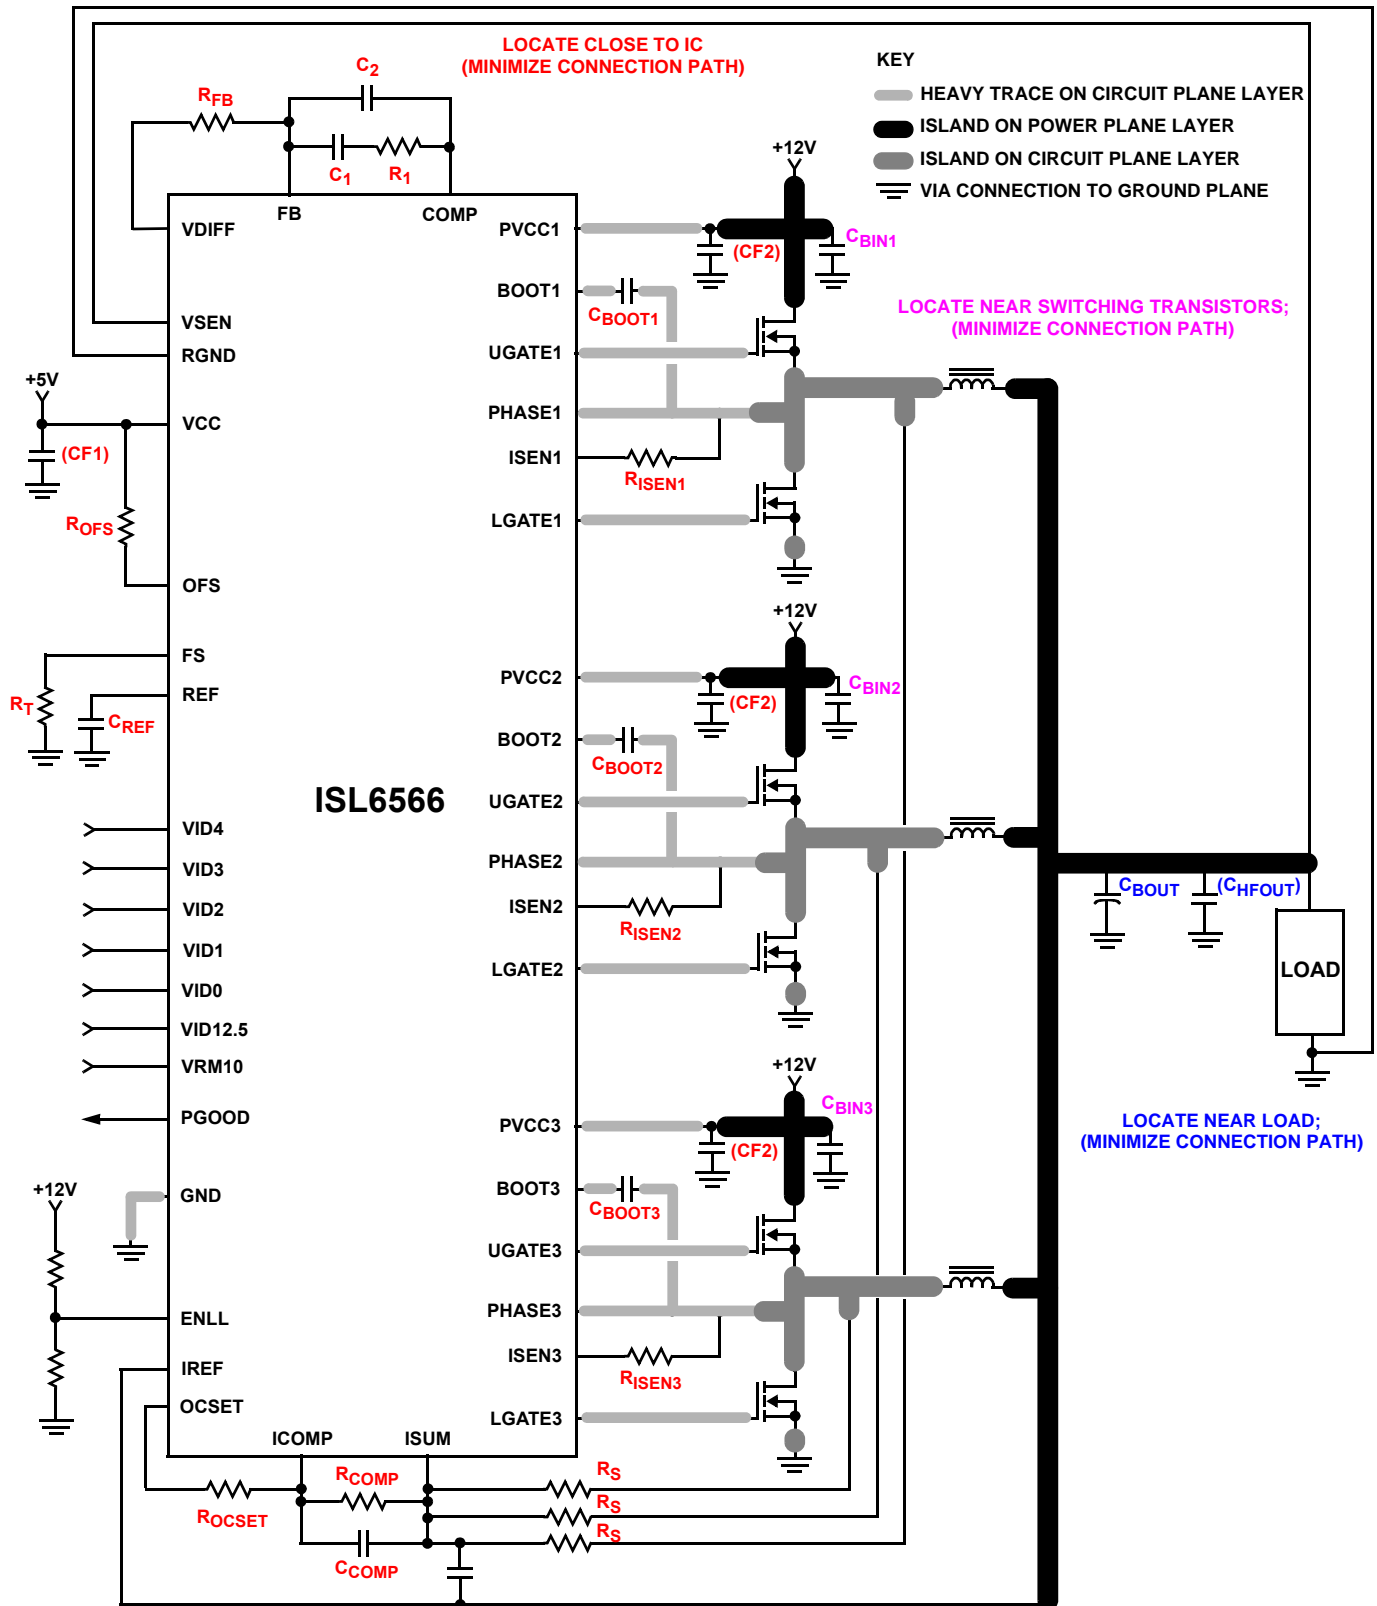 LOCATE CLOSE TO IC
(MINIMIZE CONNECTION PATH)
KEY
HEAVY TRACE ON CIRCUIT PLANE LAYER
ISLAND ON POWER PLANE LAYER
ISLAND ON CIRCUIT PLANE LAYER
VIA CONNECTION TO GROUND PLANE
C2
RFB
C1
R1
+12V
FB
COMP
VDIFF
PVCC1
(CF2)
CBIN1
BOOT1
CBOOT1
LOCATE NEAR SWITCHING TRANSISTORS;
(MINIMIZE CONNECTION PATH)
VSEN
RGND
UGATE1
+5V
VCC
PHASE1
(CF1)
ISEN1
RISEN1
ROFS
LGATE1
OFS
+12V
FS
PVCC2
(CF2)
CBIN2
REF
RT
CREF
BOOT2
CBOOT2
ISL6566
UGATE2
VID4
VID3
PHASE2
CBOUT
(CHFOUT)
VID2
ISEN2
RISEN2
VID1
LGATE2
LOAD
VID0
VID12.5
VRM10
+12V
PGOOD
PVCC3
(CF2)
CBIN3
LOCATE NEAR LOAD;
(MINIMIZE CONNECTION PATH)
+12V
GND
BOOT3
CBOOT3
UGATE3
ENLL
PHASE3
IREF
ISEN3
RISEN3
OCSET
LGATE3
ICOMP
ISUM
RCOMP
RS
ROCSET
RS
RS
CCOMP